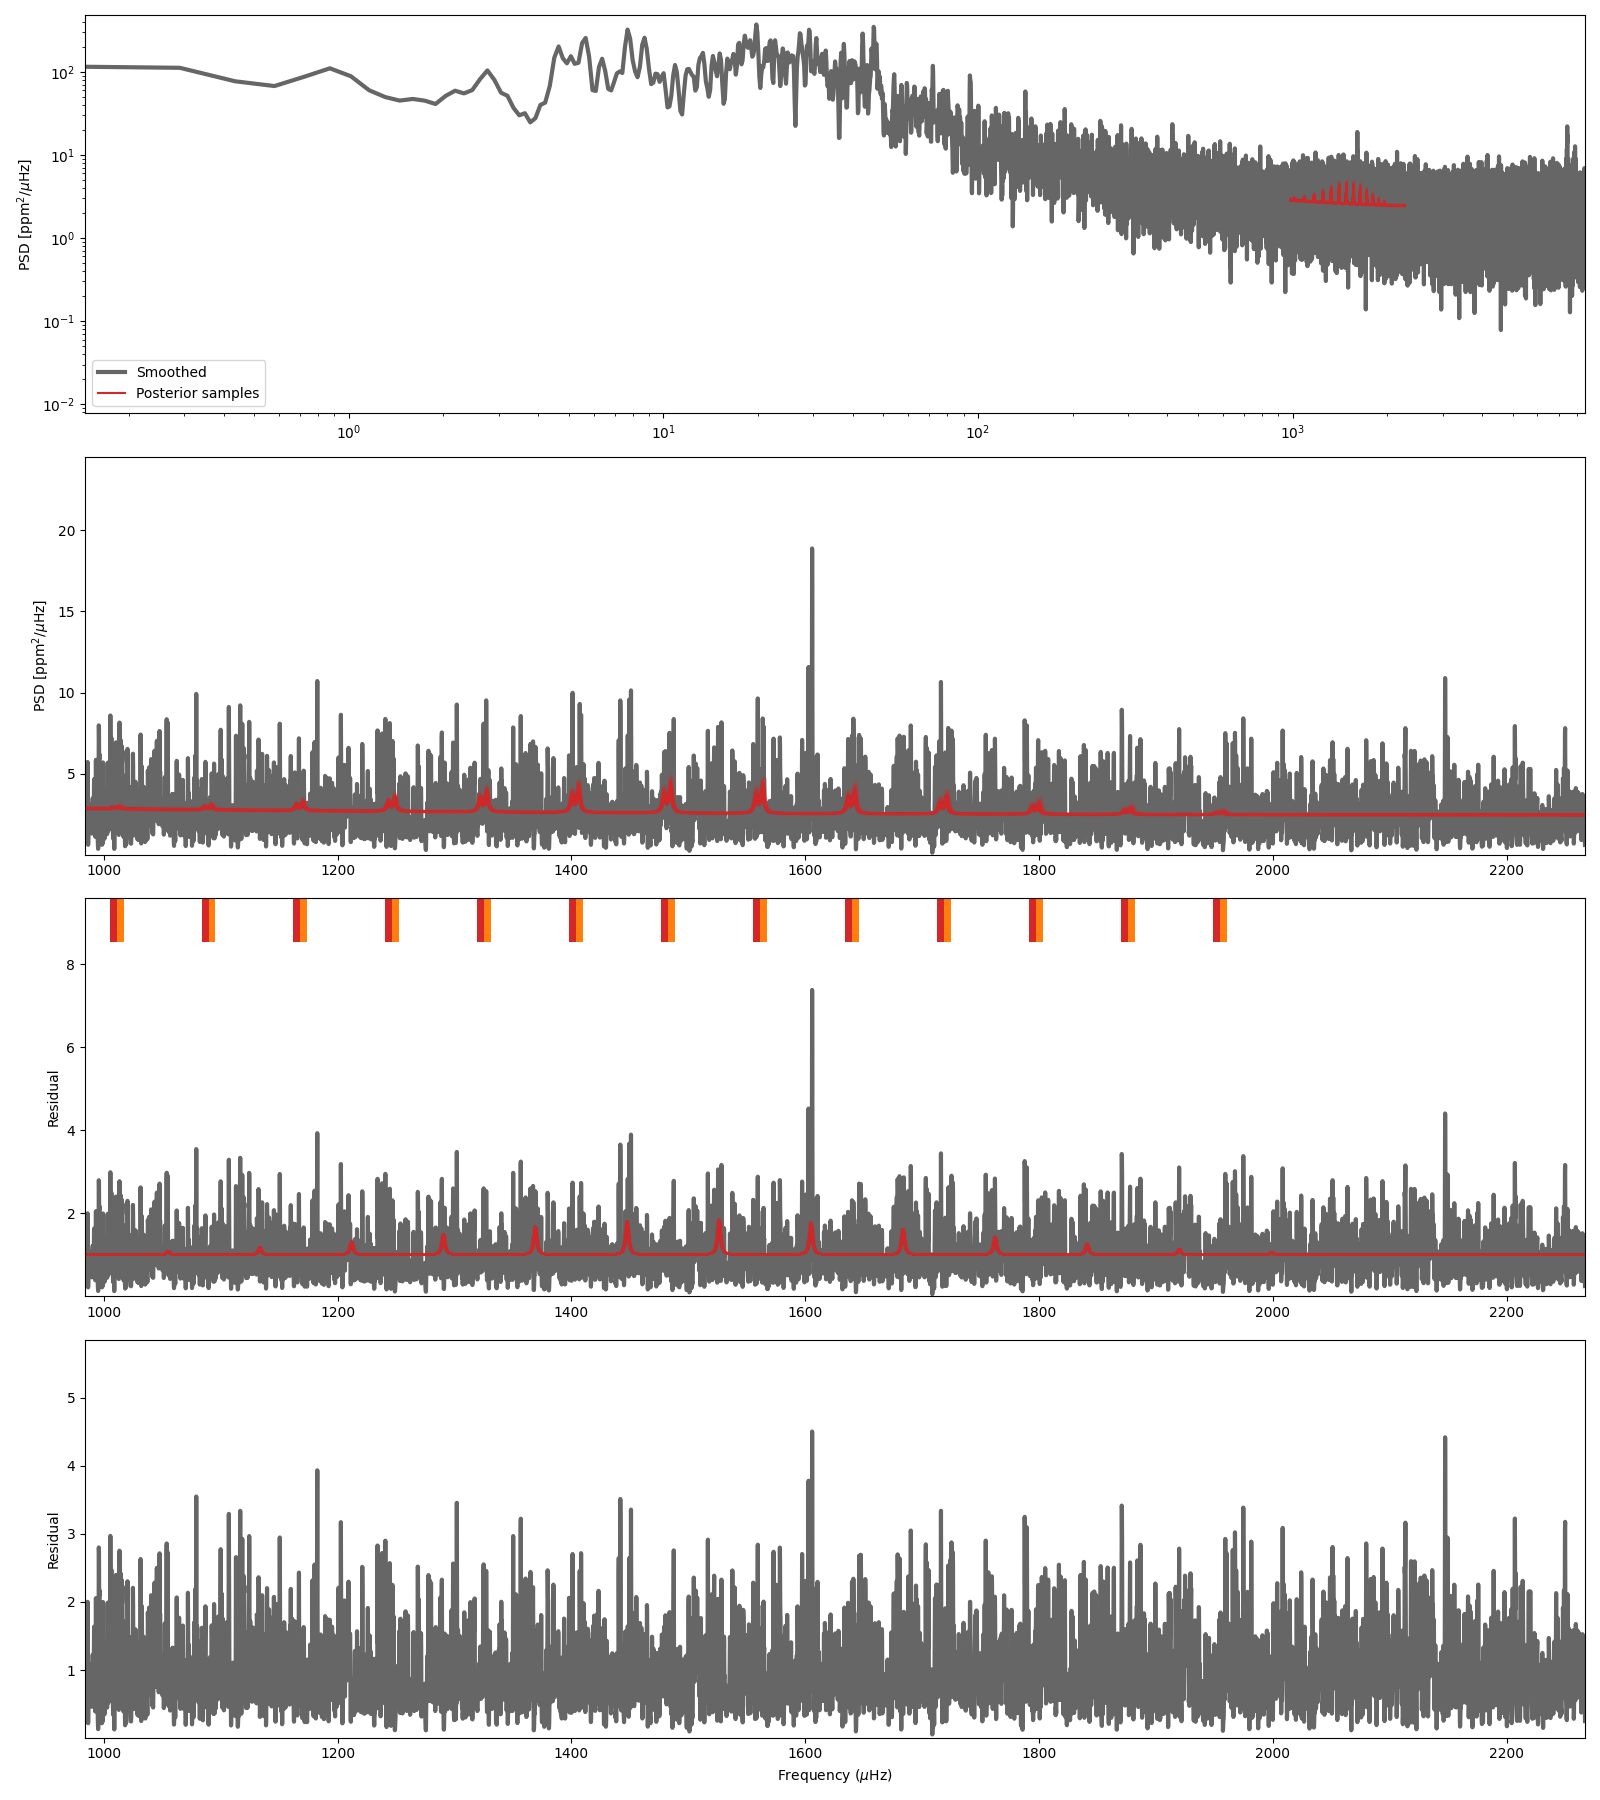 PSD [ppm²/μHz]
10²
10¹
10⁰
10⁻¹
10⁻²
Smoothed
Posterior samples
10⁰ 10¹ 10² 10³
PSD [ppm²/μHz]
20
15
10
5
1000 1200 1400 1600 1800 2000 2200
Residual
8
6
4
2
1000 1200 1400 1600 1800 2000 2200
Residual
5
4
3
2
1
1000 1200 1400 1600 1800 2000 2200
Frequency (μHz)